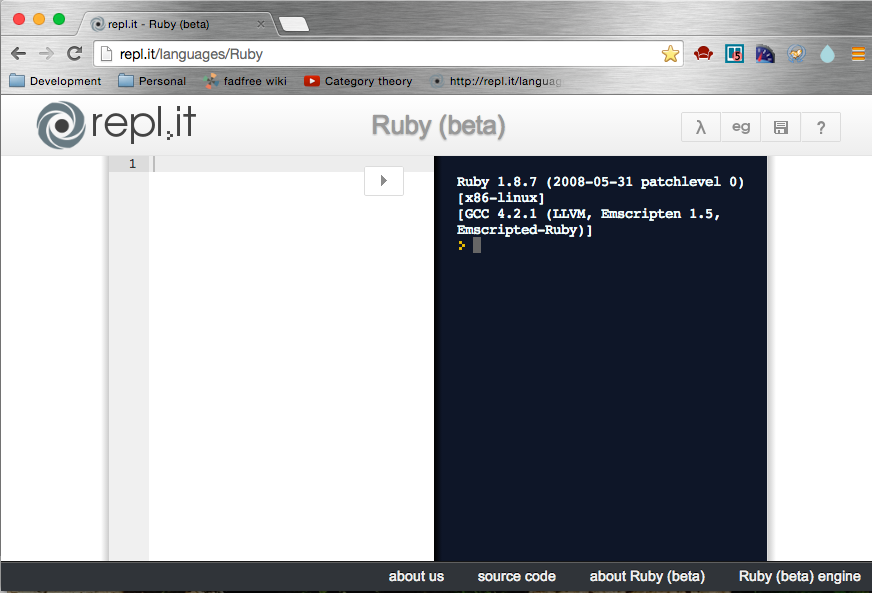 repl.it - Ruby (beta)
repl.it/languages/Ruby
Development Personal fadfree wiki Category theory http://repl.it/languag
repl.it Ruby (beta) λ eg ?
1
Ruby 1.8.7 (2008-05-31 patchlevel 0)
[x86-linux]
[GCC 4.2.1 (LLVM, Emscripten 1.5,
Emscripted-Ruby)]
about us source code about Ruby (beta) Ruby (beta) engine